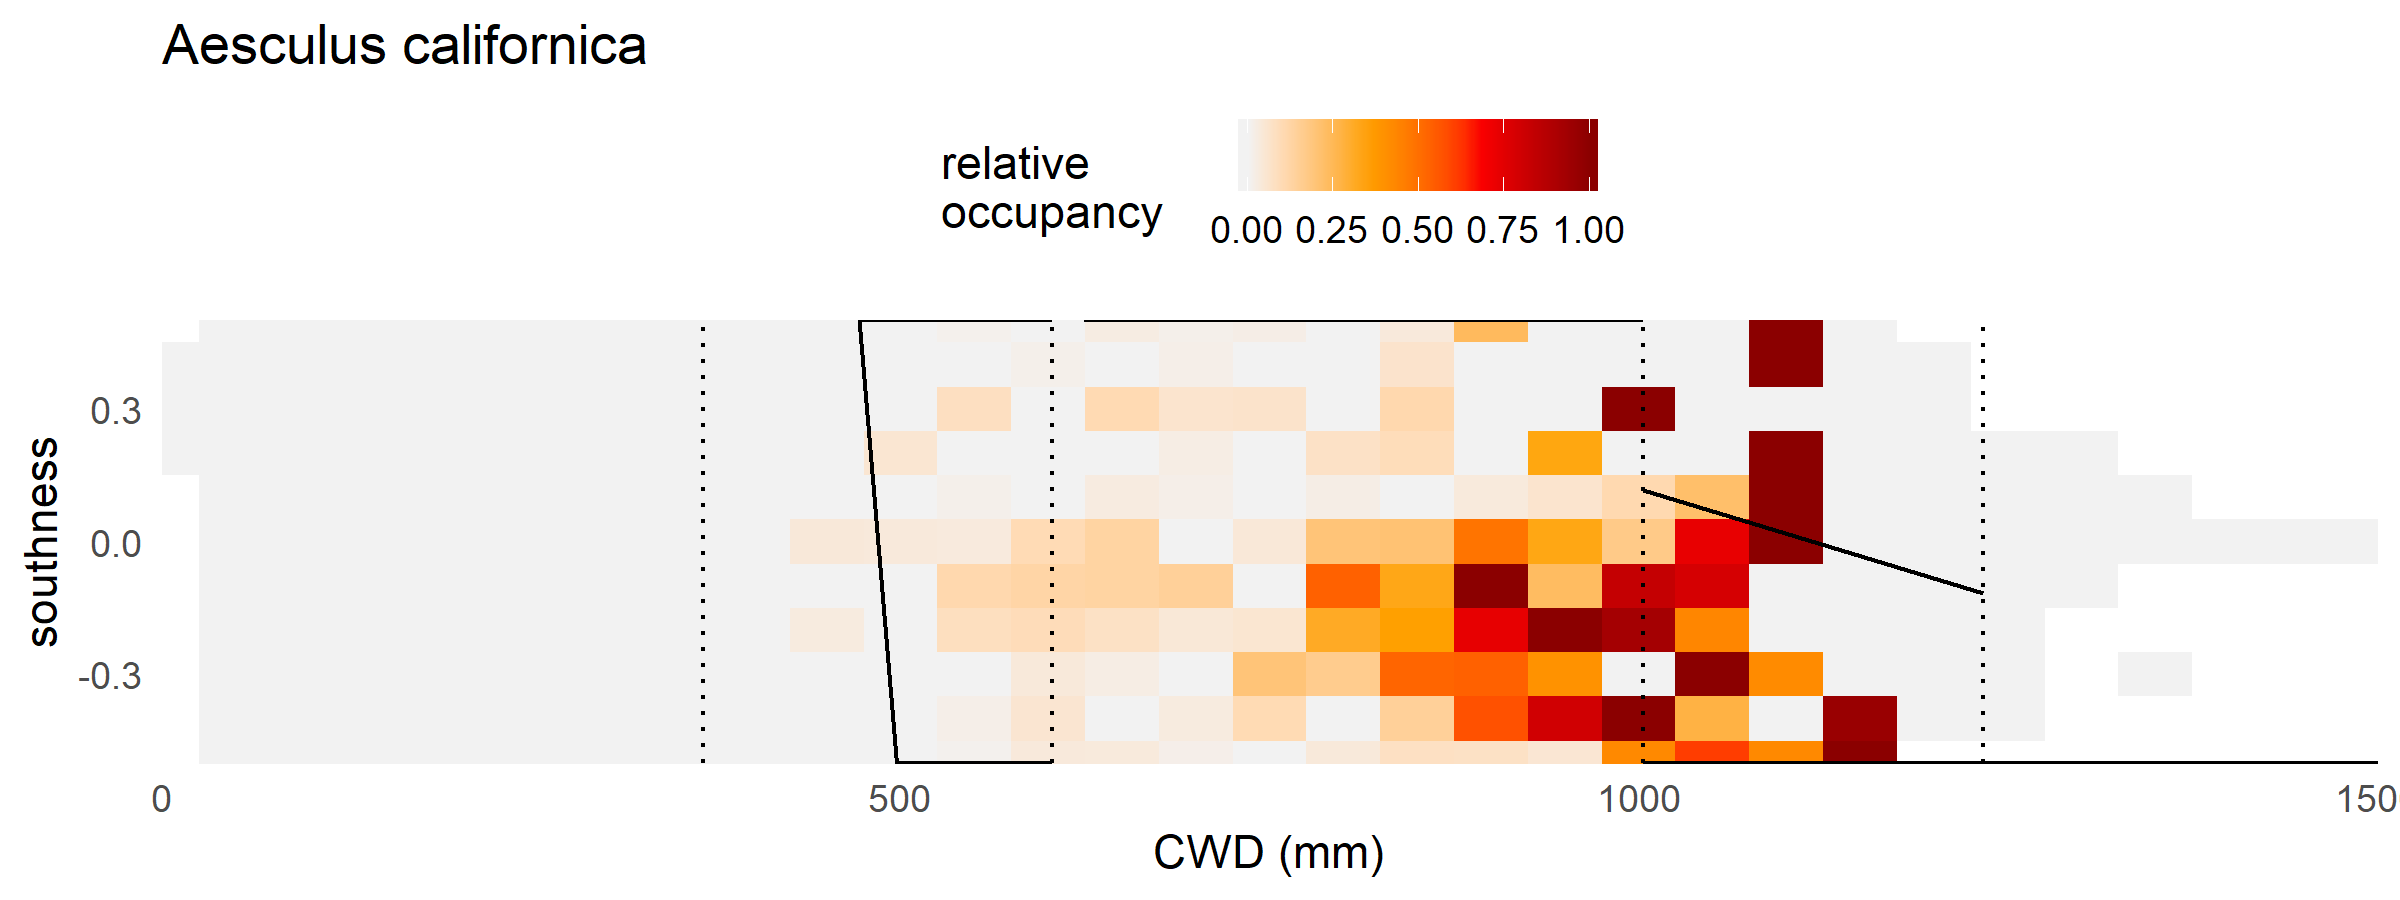 Aesculus californica
relative
occupancy
0.00 0.25 0.50 0.75 1.00
0.3
0.0
-0.3
southness
0 500 1000 150
CWD (mm)